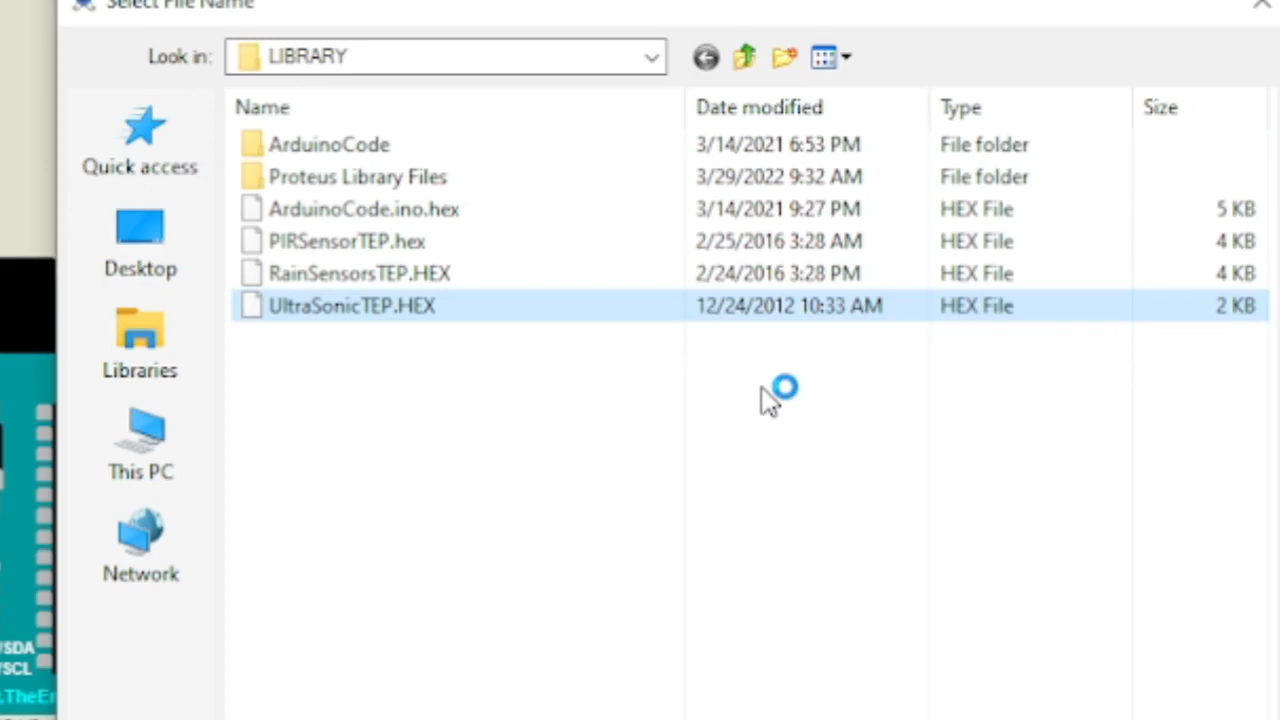 Select File Name
Look in: LIBRARY
Name Date modified Type Size
ArduinoCode 3/14/2021 6:53 PM File folder
Proteus Library Files 3/29/2022 9:32 AM File folder
ArduinoCode.ino.hex 3/14/2021 9:27 PM HEX File 5 KB
PIRSensorTEP.hex 2/25/2016 3:28 AM HEX File 4 KB
RainSensorsTEP.HEX 2/24/2016 3:28 PM HEX File 4 KB
UltraSonicTEP.HEX 12/24/2012 10:33 AM HEX File 2 KB
Quick access
Desktop
Libraries
This PC
Network
/SDA
/SCL
.TheEn